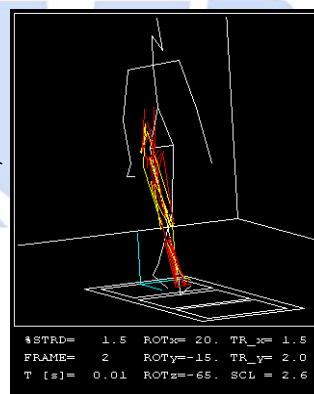 %STRD= 1.5 ROTx= 20. TR_x= 1.5
FRAME= 2 ROTy=-15. TR_y= 2.0
T [s]= 0.01 ROTz=-65. SCL = 2.6